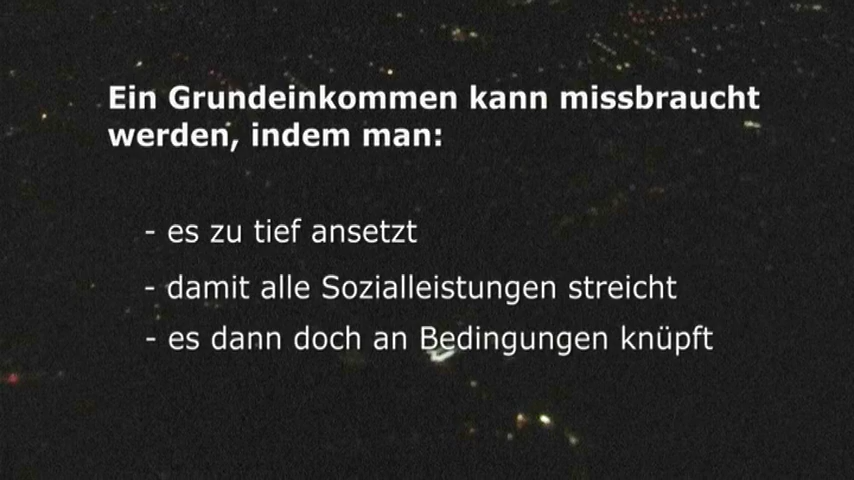 Ein Grundeinkommen kann missbraucht
werden, indem man:
- es zu tief ansetzt
- damit alle Sozialleistungen streicht
- es dann doch an Bedingungen knüpft